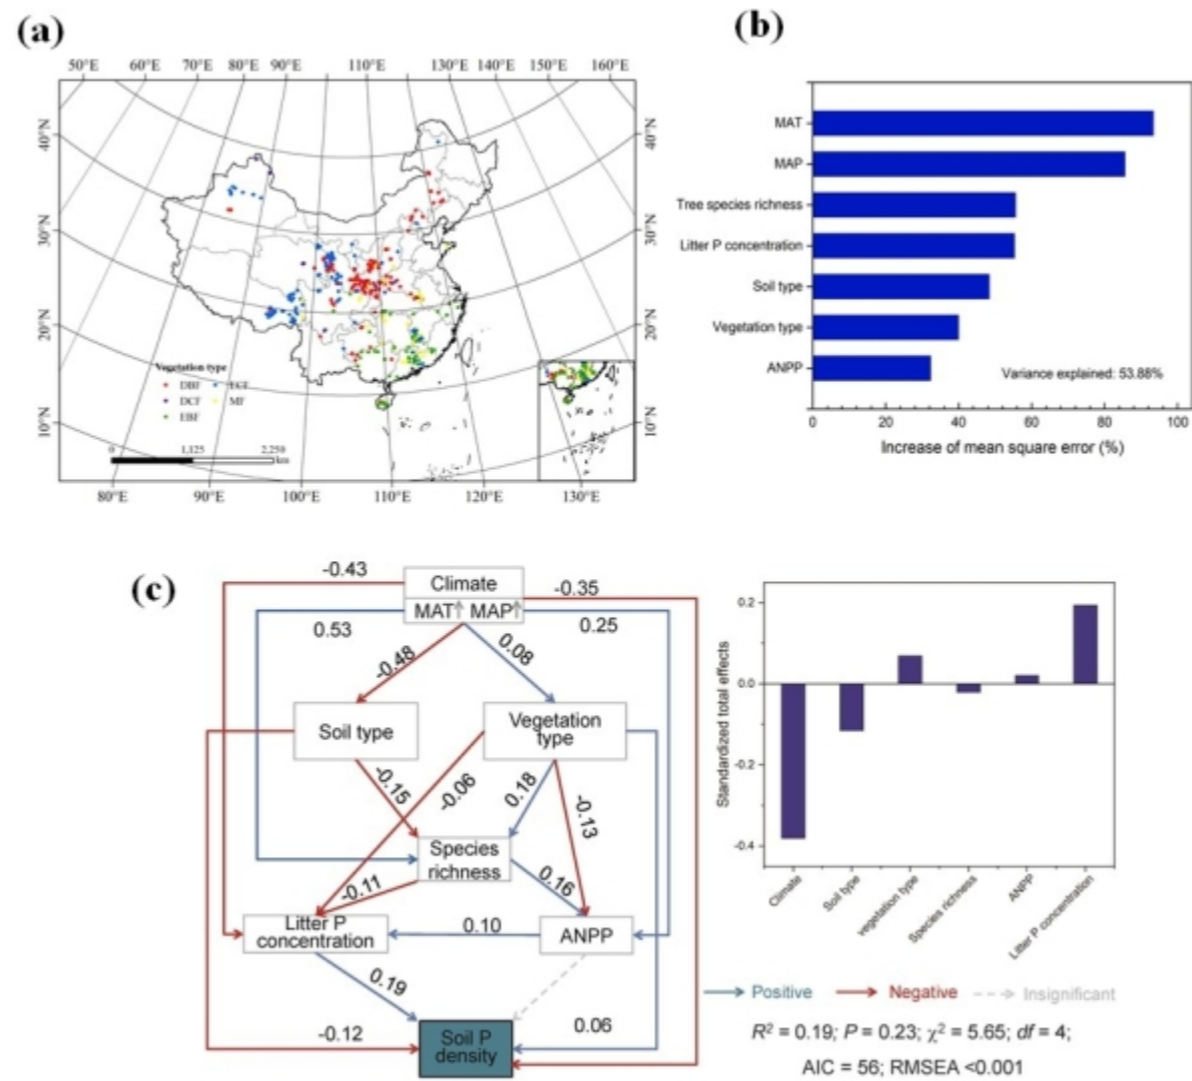 (a)
50°E 60°E 70°E 80°E 90°E 110°E 130°E 140°E 150°E 160°E
40°N 40°N
30°N 30°N
20°N 20°N
10°N 10°N
Vegetation type
DBF ECF
DCF MF
EBF
0 1,125 2,250
km
80°E 90°E 100°E 110°E 120°E 130°E
(b)
MAT
MAP
Tree species richness
Litter P concentration
Soil type
Vegetation type
ANPP
Variance explained: 53.88%
0 20 40 60 80 100
Increase of mean square error (%)
(c)
-0.43
Climate
-0.35
MAT↑ MAP↑
0.53
0.25
-0.48
0.08
Soil type
Vegetation
type
-0.15
-0.06
0.18
-0.13
Species
richness
-0.11
0.16
Litter P
concentration
0.10
ANPP
0.19
-0.12
0.06
Soil P
density
Standardized total effects
0.2
0.0
-0.2
-0.4
Climate
Soil type
vegetation type
Species richness
ANPP
Litter P concentration
Positive Negative Insignificant
R² = 0.19; P = 0.23; χ² = 5.65; df = 4;
AIC = 56; RMSEA <0.001